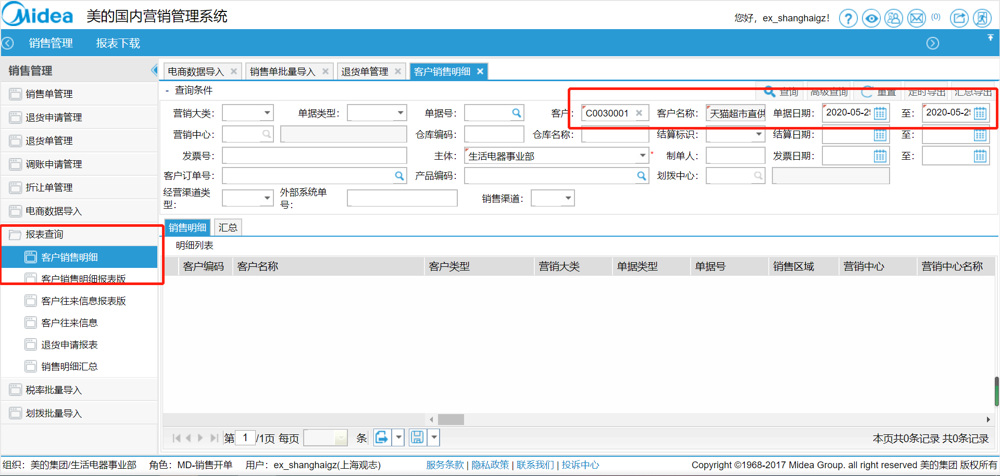 Midea 美的国内营销管理系统
您好，ex_shanghaigz! ? (0)
销售管理 报表下载
销售管理
电商数据导入 × 销售单批量导入 × 退货单管理 × 客户销售明细 ×
- 查询条件
查询 高级查询 重置 定时导出 汇总导出
营销大类: 单据类型: 单据号: 客户: C0030001 × 客户名称: 天猫超市直供 单据日期: 2020-05-29 至: 2020-05-29
营销中心: 仓库编码: 仓库名称: 结算标识: 结算日期: 至:
发票号: 主体: 生活电器事业部 * 制单人: 发票日期: 至:
客户订单号: 产品编码: 划拨中心:
经营渠道类型: 外部系统单号: 销售渠道:
销售单管理
退货申请管理
退货单管理
调账申请管理
折让单管理
电商数据导入
报表查询
客户销售明细
客户销售明细报表版
客户往来信息报表版
客户往来信息
退货申请报表
销售明细汇总
税率批量导入
划拨批量导入
销售明细 汇总
明细列表
客户编码 客户名称 客户类型 营销大类 单据类型 单据号 销售区域 营销中心 营销中心名称
第 1 /1页 每页 条
本页共0条记录 共0条记录
组织: 美的集团/生活电器事业部 角色: MD-销售开单 用户: ex_shanghaigz(上海观志) 服务条款 | 隐私政策 | 联系我们 | 投诉中心 Copyright ©1968-2017 Midea Group. all right reserved 美的集团 版权所有